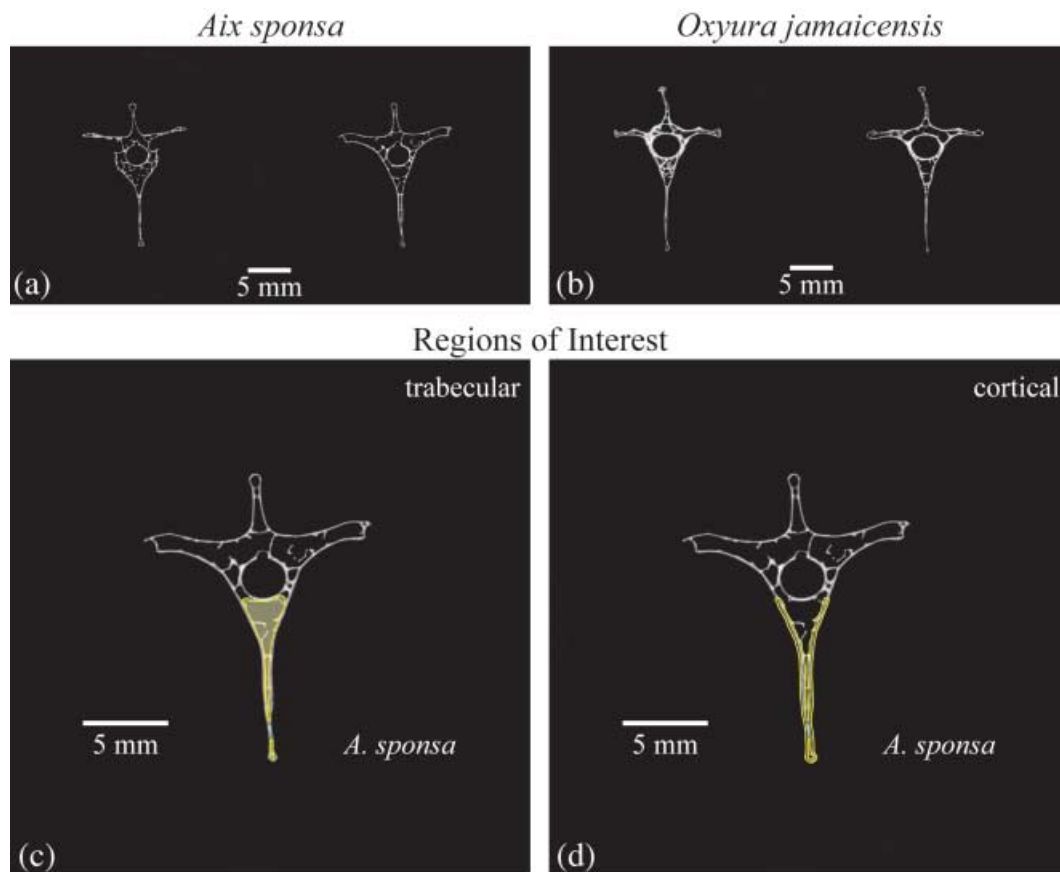 Aix sponsa
Oxyura jamaicensis
(a)
5 mm
(b)
5 mm
Regions of Interest
trabecular
cortical
5 mm
A. sponsa
5 mm
A. sponsa
(c)
(d)